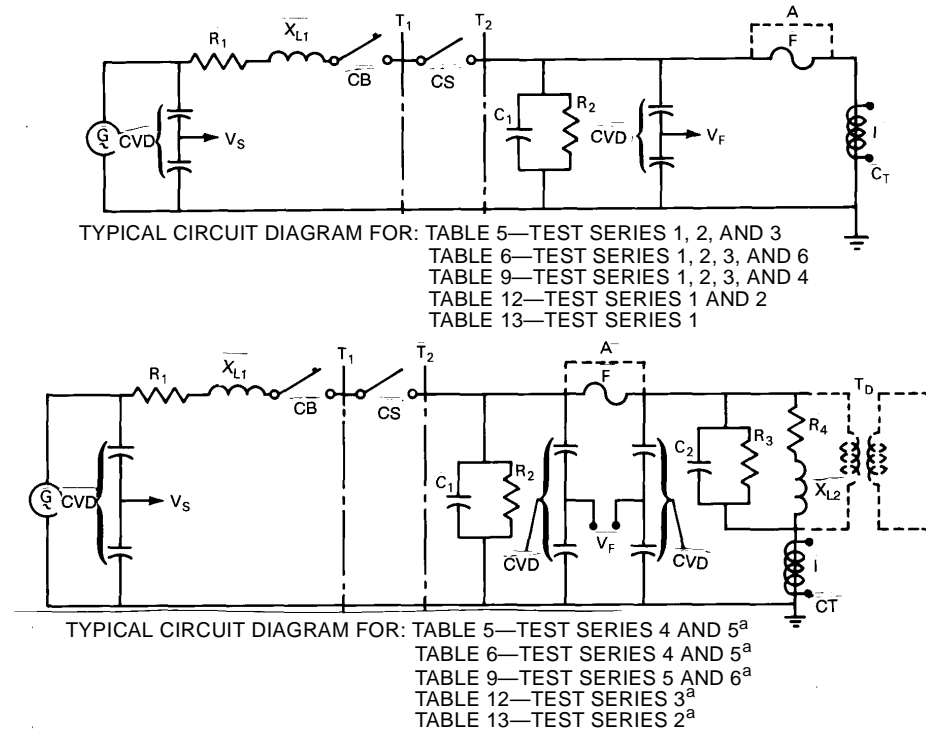 R1 X̅L1 CB T1 CS T2 A F
G CVD VS C1 R2 CVD VF I CT
TYPICAL CIRCUIT DIAGRAM FOR: TABLE 5—TEST SERIES 1, 2, AND 3
TABLE 6—TEST SERIES 1, 2, 3, AND 6
TABLE 9—TEST SERIES 1, 2, 3, AND 4
TABLE 12—TEST SERIES 1 AND 2
TABLE 13—TEST SERIES 1
R1 XL1 CB T1 CS T2 A F TD
G CVD VS C1 R2 CVD VF CVD C2 R3 R4 XL2 I CT
TYPICAL CIRCUIT DIAGRAM FOR: TABLE 5—TEST SERIES 4 AND 5a
TABLE 6—TEST SERIES 4 AND 5a
TABLE 9—TEST SERIES 5 AND 6a
TABLE 12—TEST SERIES 3a
TABLE 13—TEST SERIES 2a